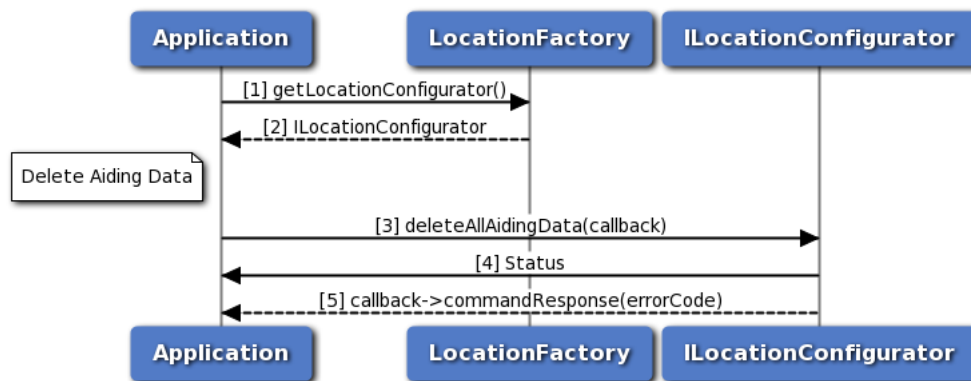 Application
LocationFactory
ILocationConfigurator
[1] getLocationConfigurator()
[2] ILocationConfigurator
Delete Aiding Data
[3] deleteAllAidingData(callback)
[4] Status
[5] callback->commandResponse(errorCode)
Application
LocationFactory
ILocationConfigurator